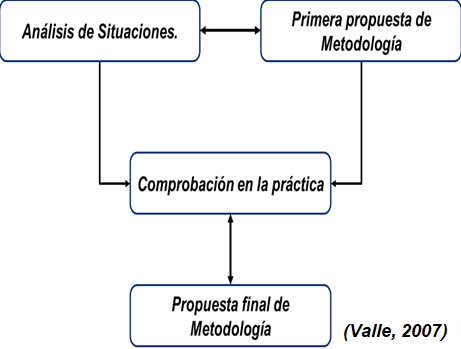 Análisis de Situaciones.
Primera propuesta de
Metodología
Comprobación en la práctica
Propuesta final de
Metodología
(Valle, 2007)